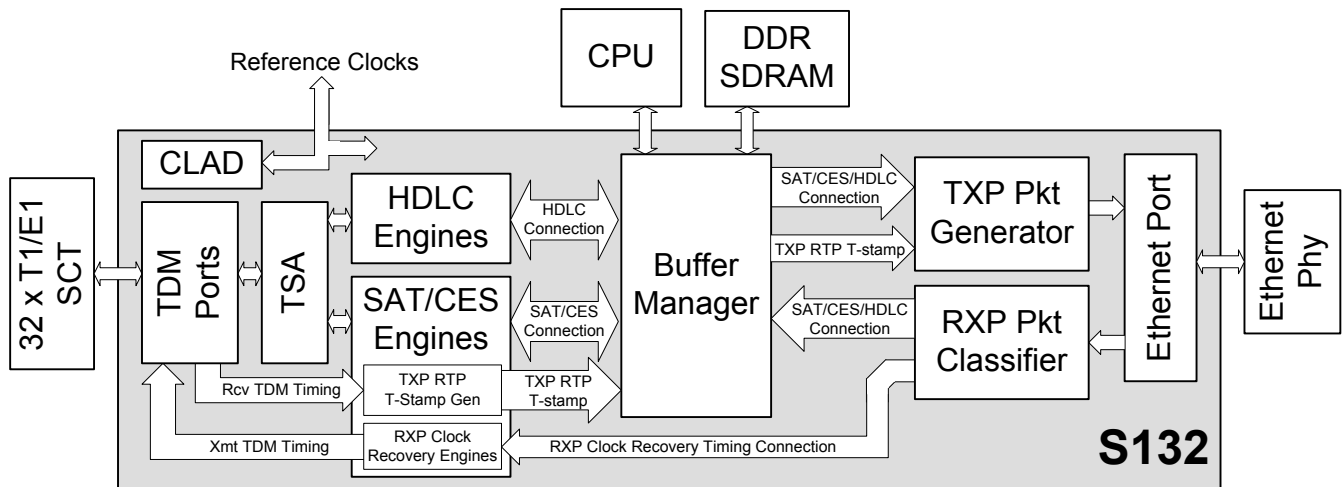 Reference Clocks
CPU
DDR
SDRAM
CLAD
32 x T1/E1
SCT
TDM
Ports
TSA
HDLC
Engines
HDLC
Connection
SAT/CES
Engines
SAT/CES
Connection
Buffer
Manager
SAT/CES/HDLC
Connection
TXP RTP T-stamp
TXP Pkt
Generator
SAT/CES/HDLC
Connection
RXP Pkt
Classifier
Ethernet Port
Ethernet
Phy
Rcv TDM Timing
TXP RTP
T-Stamp Gen
TXP RTP
T-stamp
Xmt TDM Timing
RXP Clock
Recovery Engines
RXP Clock Recovery Timing Connection
S132